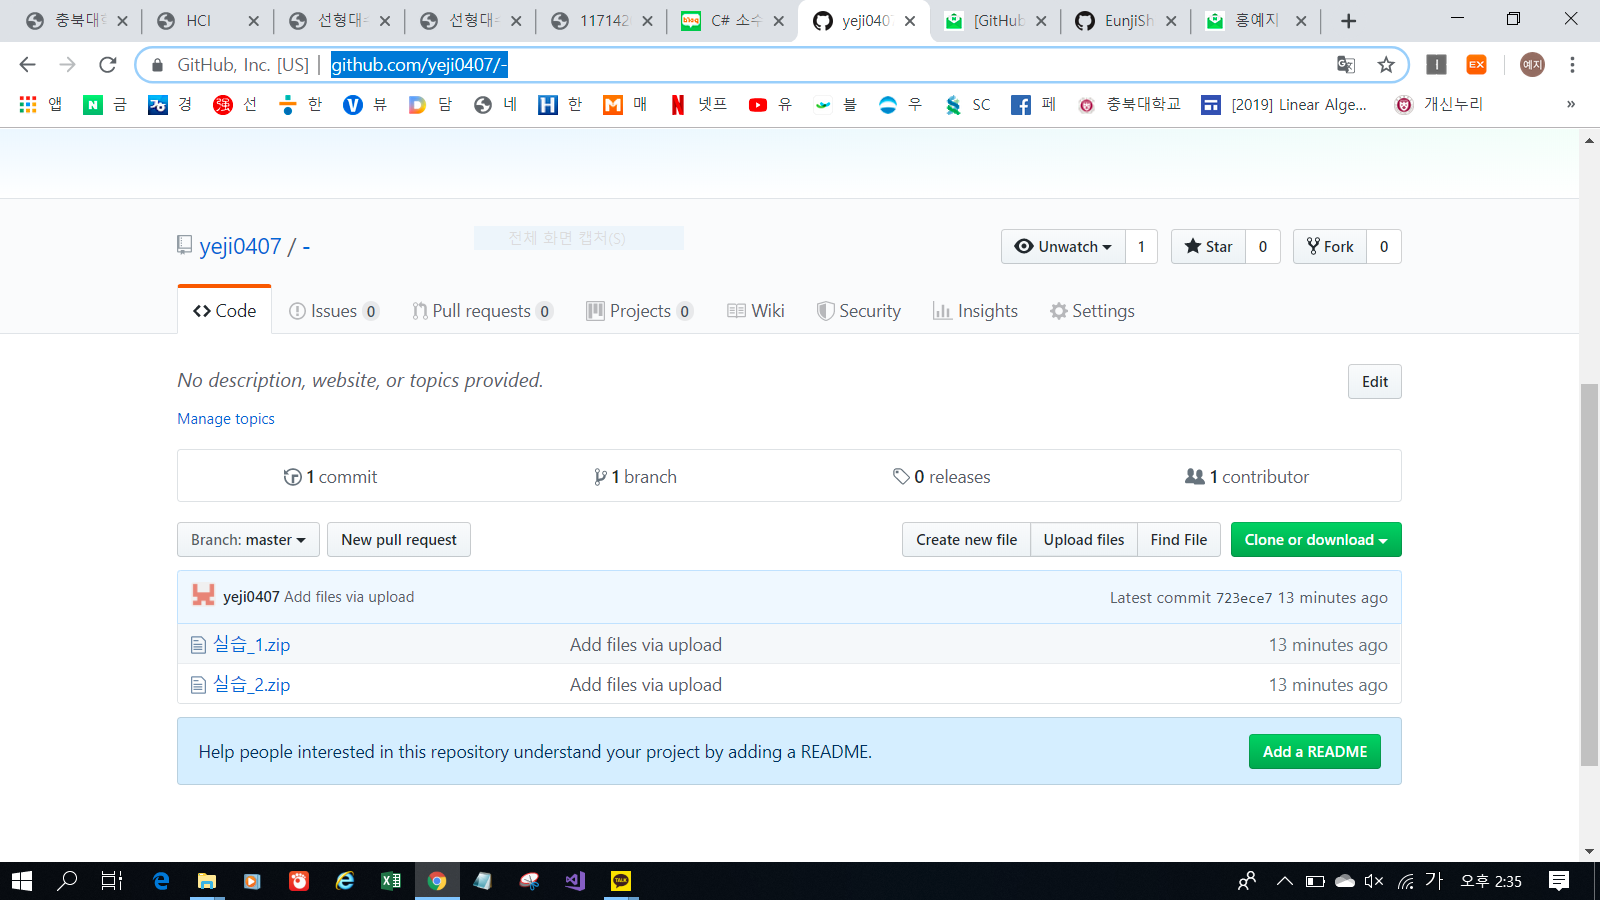 충북대학 HCI 선형대수 선형대수 1171420 C# 소수 yeji0407 [GitHub EunjiSh 홍예지
GitHub, Inc. [US] | github.com/yeji0407/- 예지
앱 금 경 선 한 뷰 담 네 한 매 넷프 유 블 우 SC 페 충북대학교 [2019] Linear Alge... 개신누리 »
yeji0407 / -
전체 화면 캡처(S)
Unwatch 1 Star 0 Fork 0
Code Issues 0 Pull requests 0 Projects 0 Wiki Security Insights Settings
No description, website, or topics provided. Edit
Manage topics
1 commit 1 branch 0 releases 1 contributor
Branch: master New pull request Create new file Upload files Find File Clone or download
yeji0407 Add files via upload Latest commit 723ece7 13 minutes ago
실습_1.zip Add files via upload 13 minutes ago
실습_2.zip Add files via upload 13 minutes ago
Help people interested in this repository understand your project by adding a README. Add a README
가 오후 2:35